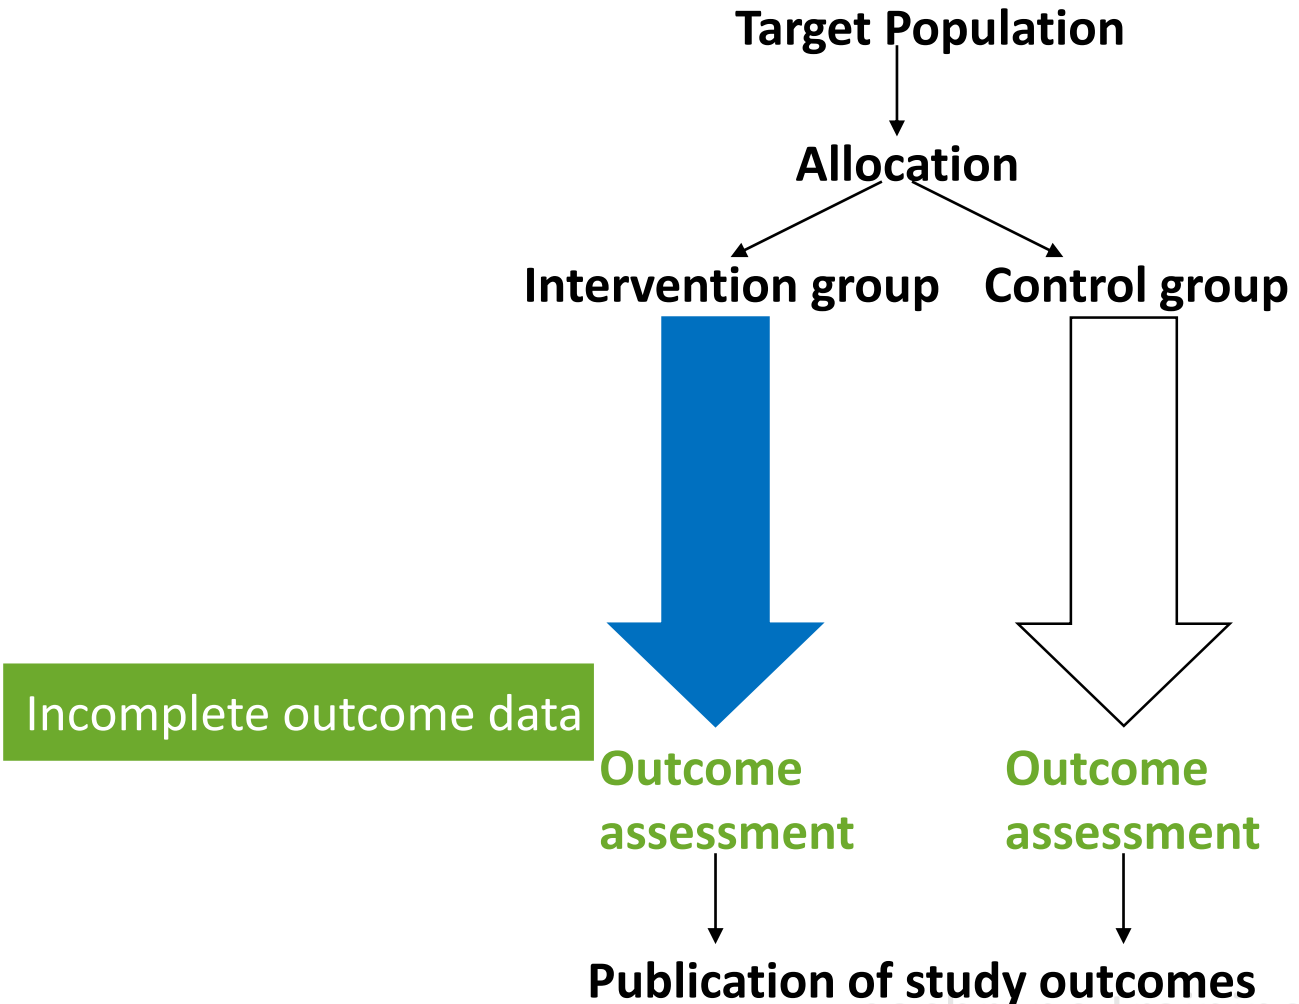 Target Population
Allocation
Intervention group
Control group
Incomplete outcome data
Outcome
assessment
Outcome
assessment
Publication of study outcomes